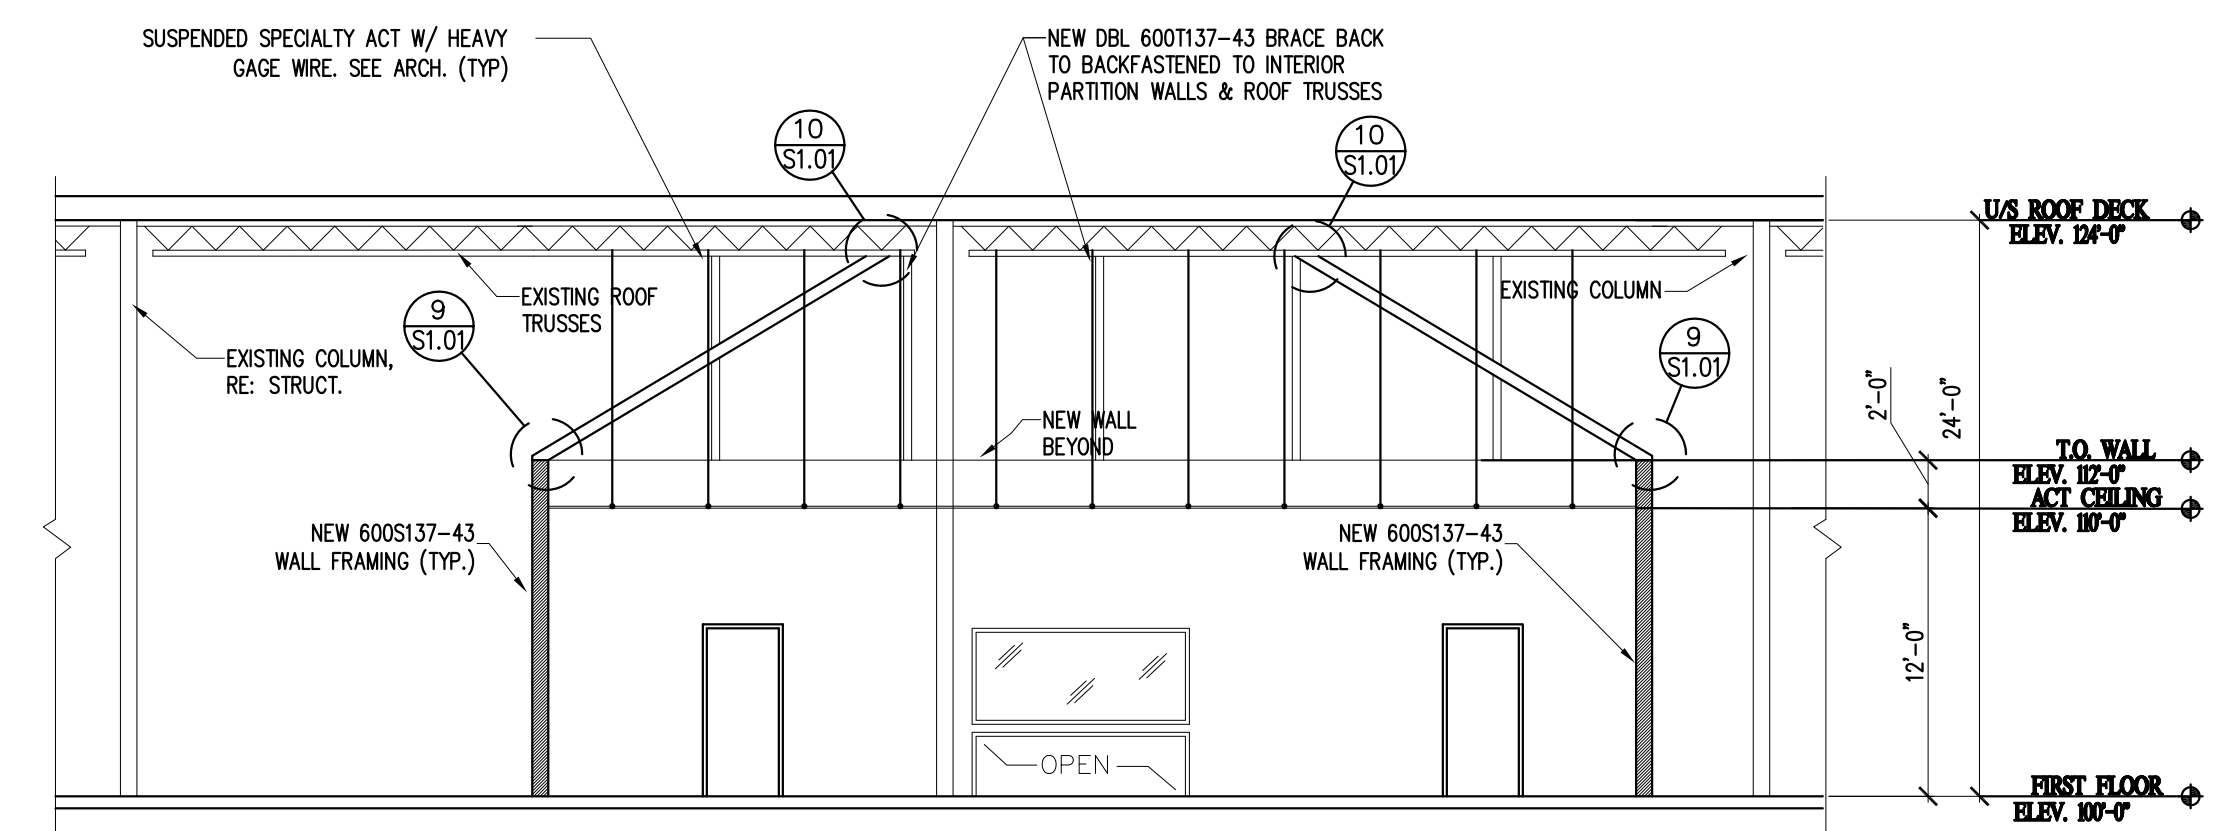 SUSPENDED SPECIALTY ACT W/ HEAVY
GAGE WIRE. SEE ARCH. (TYP)
NEW DBL 600T137-43 BRACE BACK
TO BACKFASTENED TO INTERIOR
PARTITION WALLS & ROOF TRUSSES
10
S1.01
10
S1.01
U/S ROOF DECK
ELEV. 124'-0"
EXISTING ROOF
TRUSSES
EXISTING COLUMN
9
S1.01
9
S1.01
EXISTING COLUMN,
RE: STRUCT.
2'-0"
24'-0"
NEW WALL
BEYOND
T.O. WALL
ELEV. 112'-0"
ACT CEILING
ELEV. 110'-0"
NEW 600S137-43
WALL FRAMING (TYP.)
NEW 600S137-43
WALL FRAMING (TYP.)
12'-0"
OPEN
FIRST FLOOR
ELEV. 100'-0"